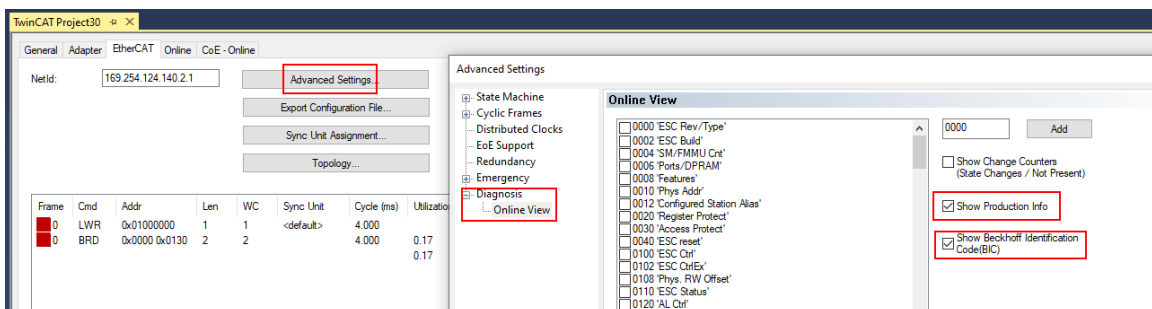 TwinCAT Project30
General Adapter EtherCAT Online CoE - Online
NetId: 169.254.124.140.2.1
Advanced Settings...
Export Configuration File...
Sync Unit Assignment...
Topology...
Frame Cmd Addr Len WC Sync Unit Cycle (ms) Utilizatio
0 LWR 0x01000000 1 1 <default> 4.000
0 BRD 0x0000 0x0130 2 2 4.000 0.17
0.17
Advanced Settings
State Machine
Cyclic Frames
Distributed Clocks
EoE Support
Redundancy
Emergency
Diagnosis
Online View
Online View
0000 'ESC Rev/Type'
0002 'ESC Build'
0004 'SM/FMMU Cnt'
0006 'Ports/DPRAM'
0008 'Features'
0010 'Phys Addr'
0012 'Configured Station Alias'
0020 'Register Protect'
0030 'Access Protect'
0040 'ESC reset'
0100 'ESC Ctrl'
0102 'ESC CtrlEx'
0108 'Phys. RW Offset'
0110 'ESC Status'
0120 'AL Ctrl'
0000 Add
Show Change Counters
(State Changes / Not Present)
Show Production Info
Show Beckhoff Identification
Code(BIC)